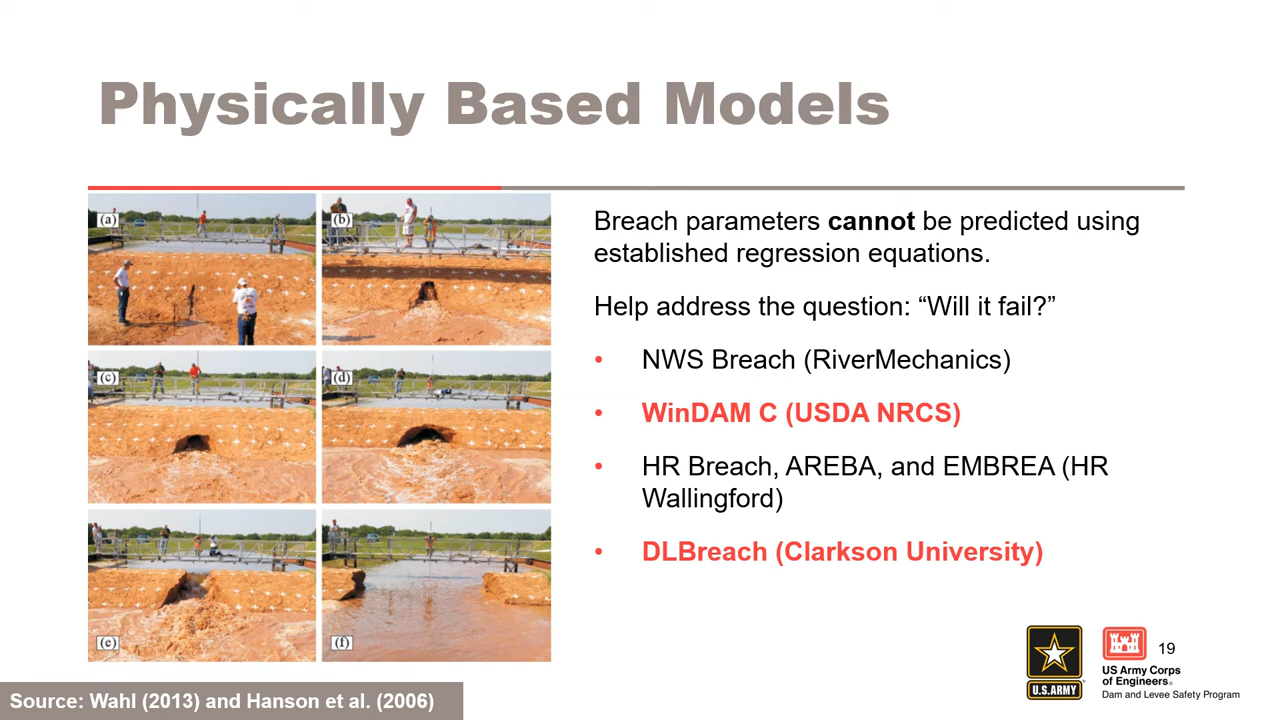 Physically Based Models
(a)
(b)
(c)
(d)
(e)
(f)
Breach parameters cannot be predicted using
established regression equations.
Help address the question: “Will it fail?”
• NWS Breach (RiverMechanics)
• WinDAM C (USDA NRCS)
• HR Breach, AREBA, and EMBREA (HR
Wallingford)
• DLBreach (Clarkson University)
U.S.ARMY
19
US Army Corps
of Engineers®
Dam and Levee Safety Program
Source: Wahl (2013) and Hanson et al. (2006)